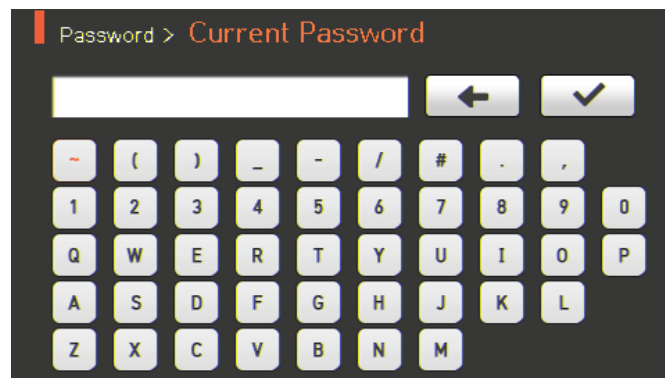 Password > Current Password
~ ( ) _ - / # . ,
1 2 3 4 5 6 7 8 9 0
Q W E R T Y U I O P
A S D F G H J K L
Z X C V B N M